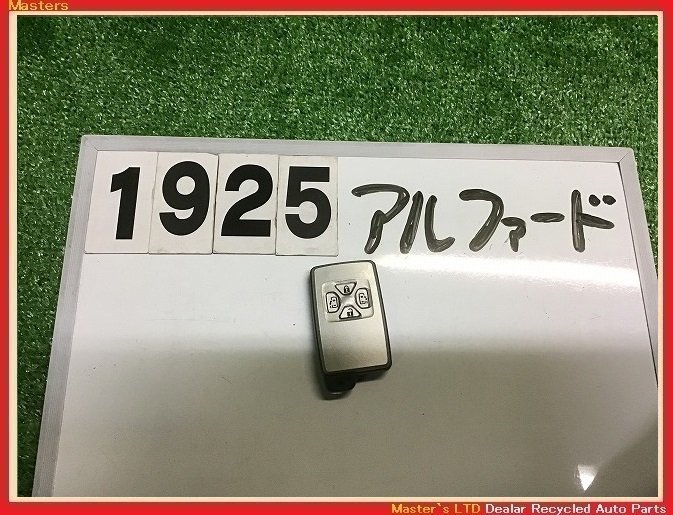 Masters
1925 アルファード
Master`s LTD Dealer Recycled Auto Parts